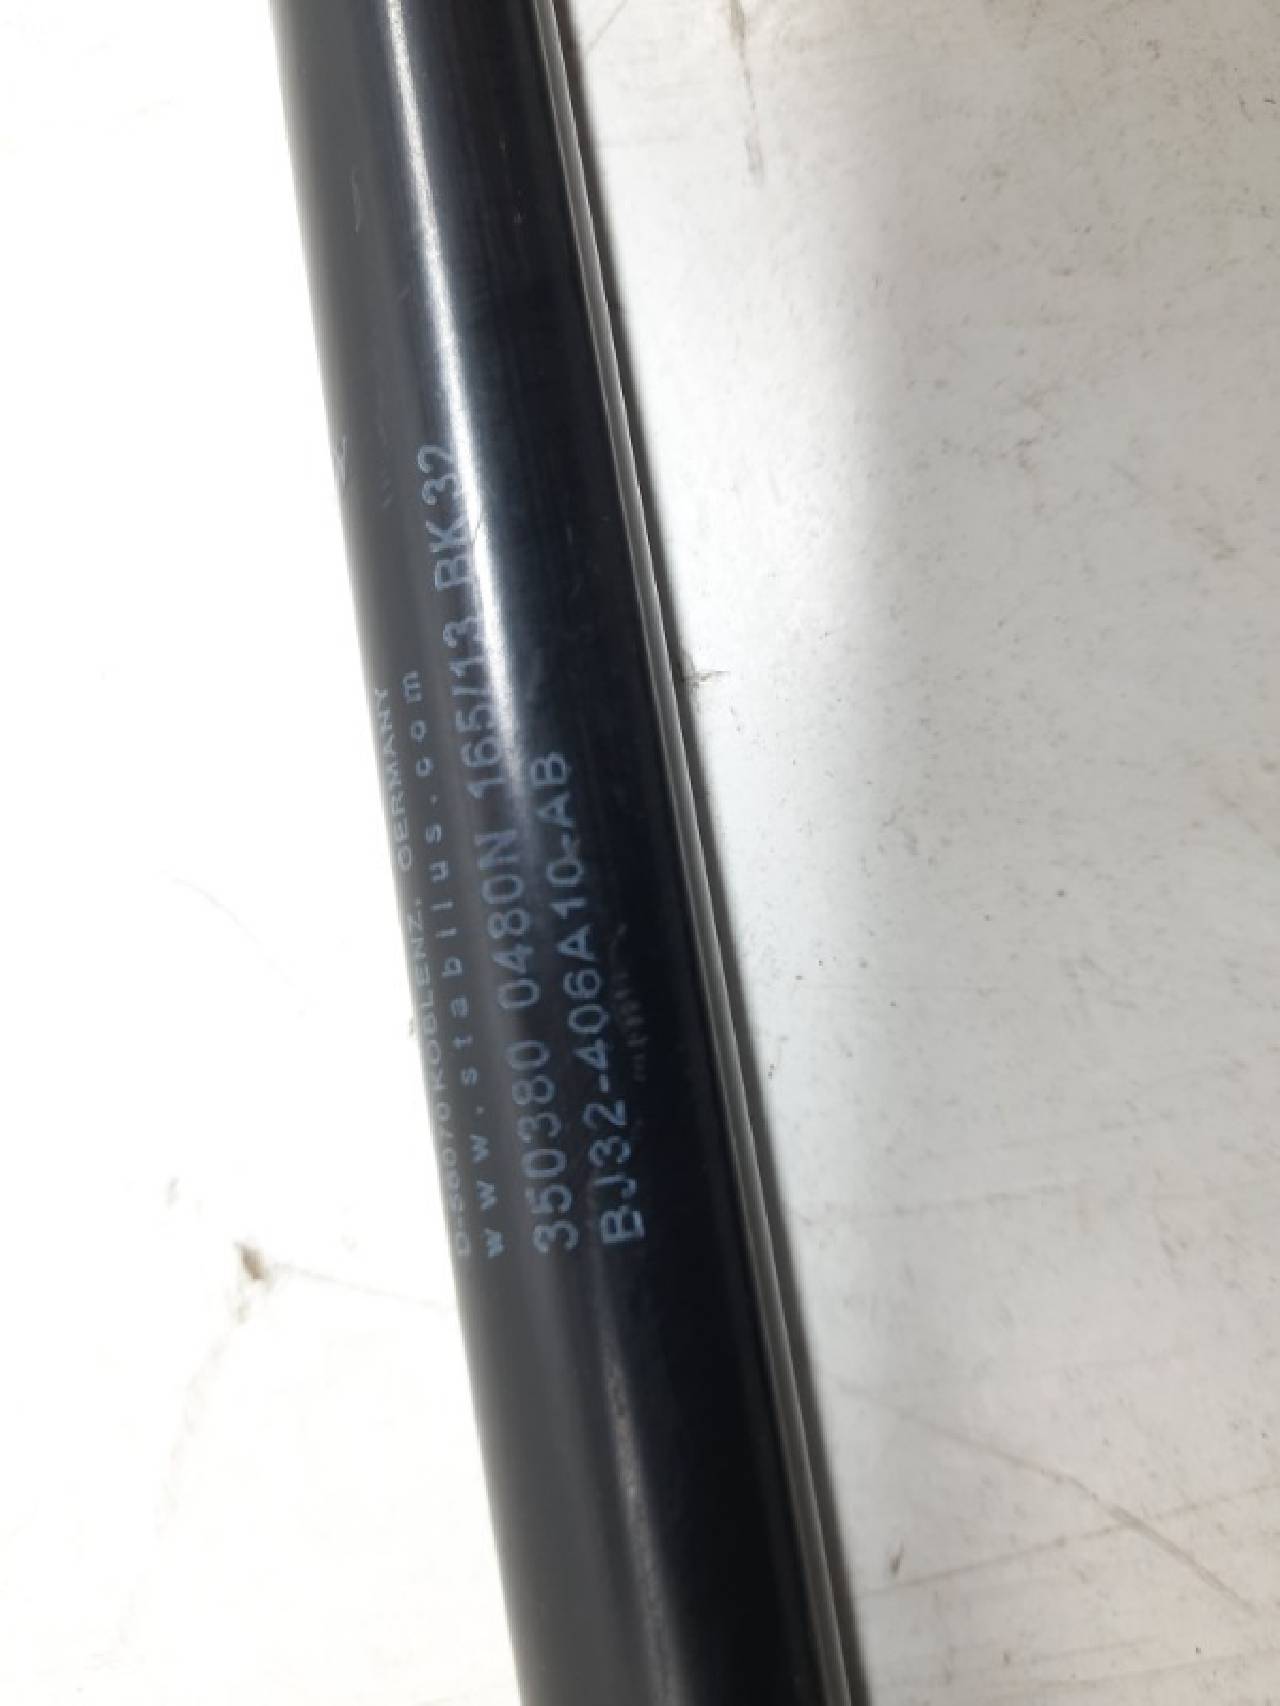 D-56070 KOBLENZ, GERMANY
www.stabilus.com
350380 0480N 165/13 BK32
BJ32-406A10-AB